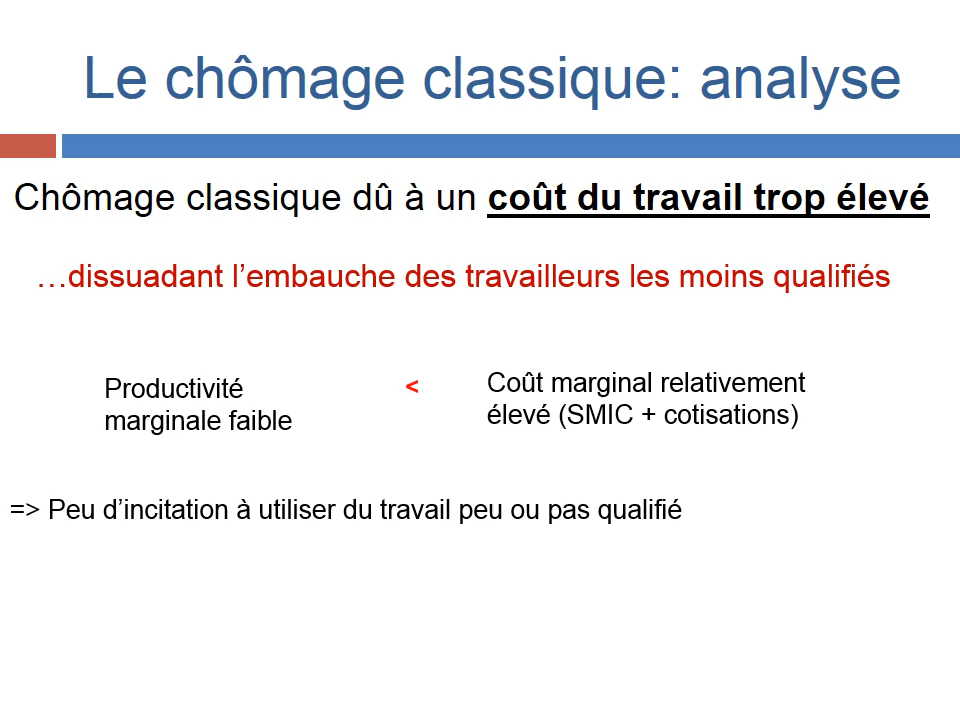 Le chômage classique: analyse
Chômage classique dû à un coût du travail trop élevé
…dissuadant l’embauche des travailleurs les moins qualifiés
Productivité
marginale faible
<
Coût marginal relativement
élevé (SMIC + cotisations)
=> Peu d’incitation à utiliser du travail peu ou pas qualifié